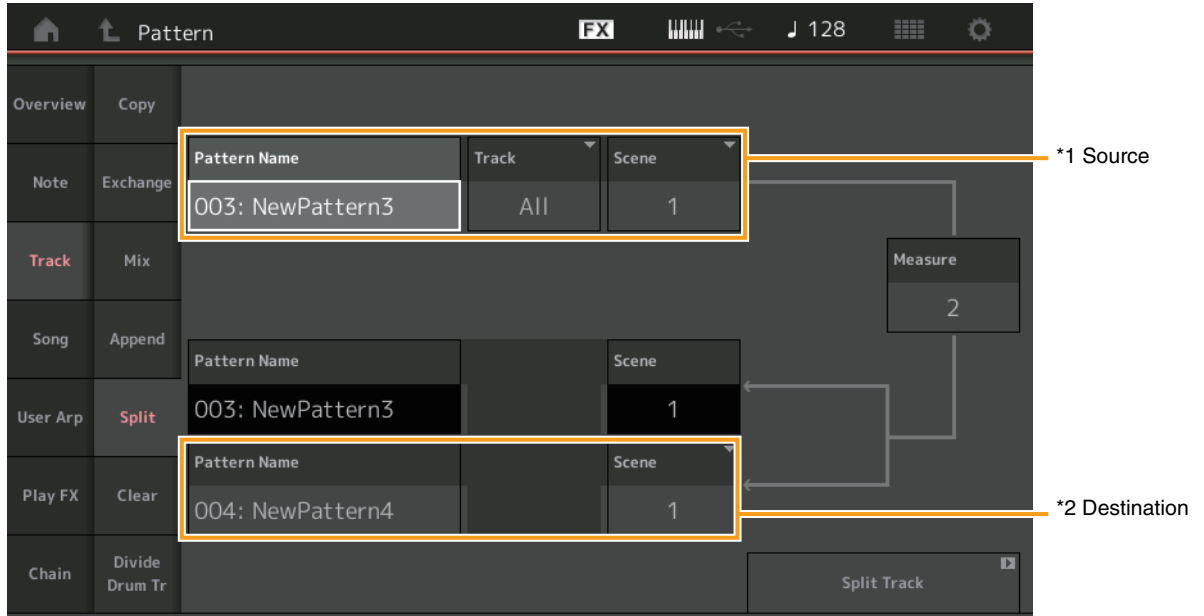 Pattern
FX
♩ 128
Overview
Copy
Note
Exchange
Track
Mix
Song
Append
User Arp
Split
Play FX
Clear
Chain
Divide
Drum Tr
Pattern Name
Track
Scene
003: NewPattern3
All
1
*1 Source
Measure
2
Pattern Name
Scene
003: NewPattern3
1
Pattern Name
Scene
004: NewPattern4
1
*2 Destination
Split Track